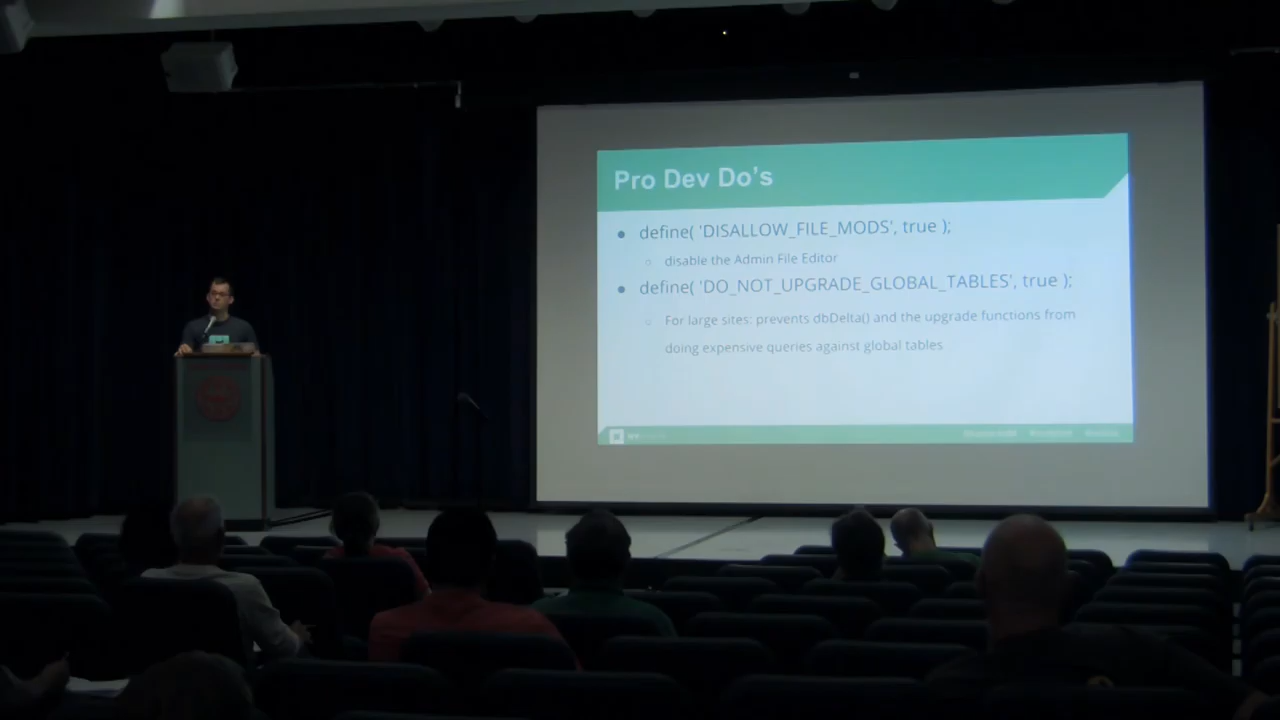 Pro Dev Do's
define( 'DISALLOW_FILE_MODS', true );
disable the Admin File Editor
define( 'DO_NOT_UPGRADE_GLOBAL_TABLES', true );
For large sites: prevents dbDelta() and the upgrade functions from
doing expensive queries against global tables